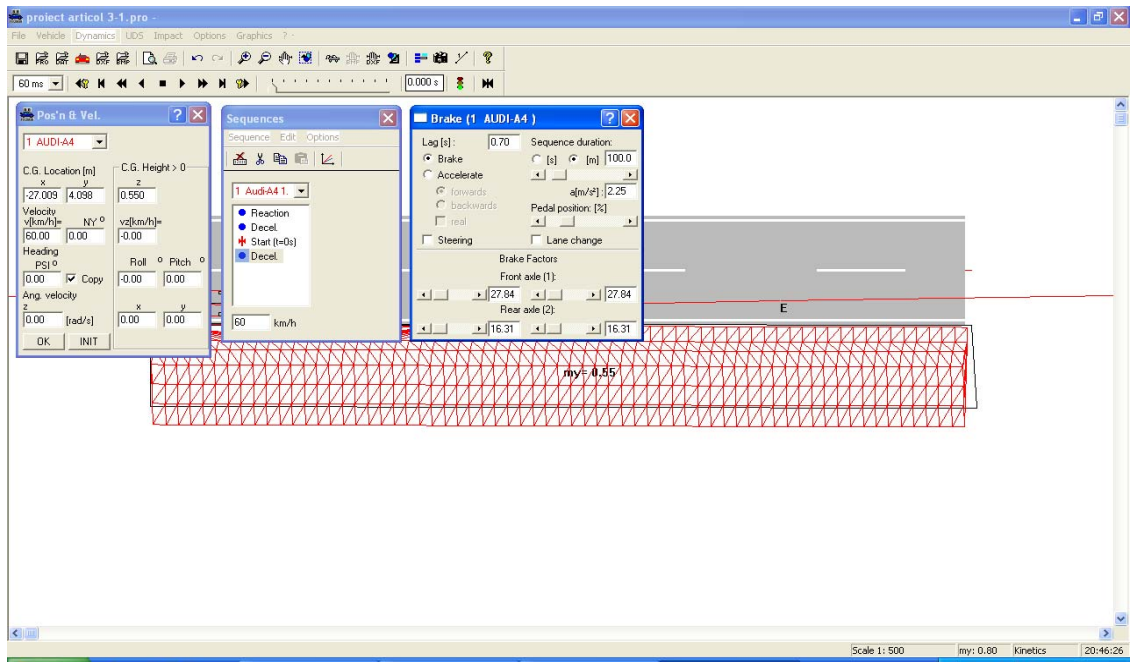 proiect articol 3-1.pro -
File Vehicle Dynamics UDS Impact Options Graphics ?
60 ms 0.000 s
Pos'n & Vel.
1 AUDI-A4
C.G. Location [m] C.G. Height > 0
x y z
-27.009 4.098 0.550
Velocity
v[km/h]= NY º vz[km/h]=
60.00 0.00 -0.00
Heading
PSI º Roll º Pitch º
0.00 Copy -0.00 0.00
Ang. velocity
z x y
0.00 [rad/s] 0.00 0.00
OK INIT
Sequences
Sequence Edit Options
1 Audi-A4 1.
Reaction
Decel.
Start (t=0s)
Decel.
60 km/h
Brake (1 AUDI-A4 )
Lag [s] : 0.70 Sequence duration:
Brake [s] [m] 100.0
Accelerate
forwards a[m/s²] : 2.25
backwards Pedal position: [%]
real
Steering Lane change
Brake Factors
Front axle (1):
27.84 27.84
Rear axle (2):
16.31 16.31
E
my= 0.55
Scale 1: 500 my: 0.80 Kinetics 20:46:26